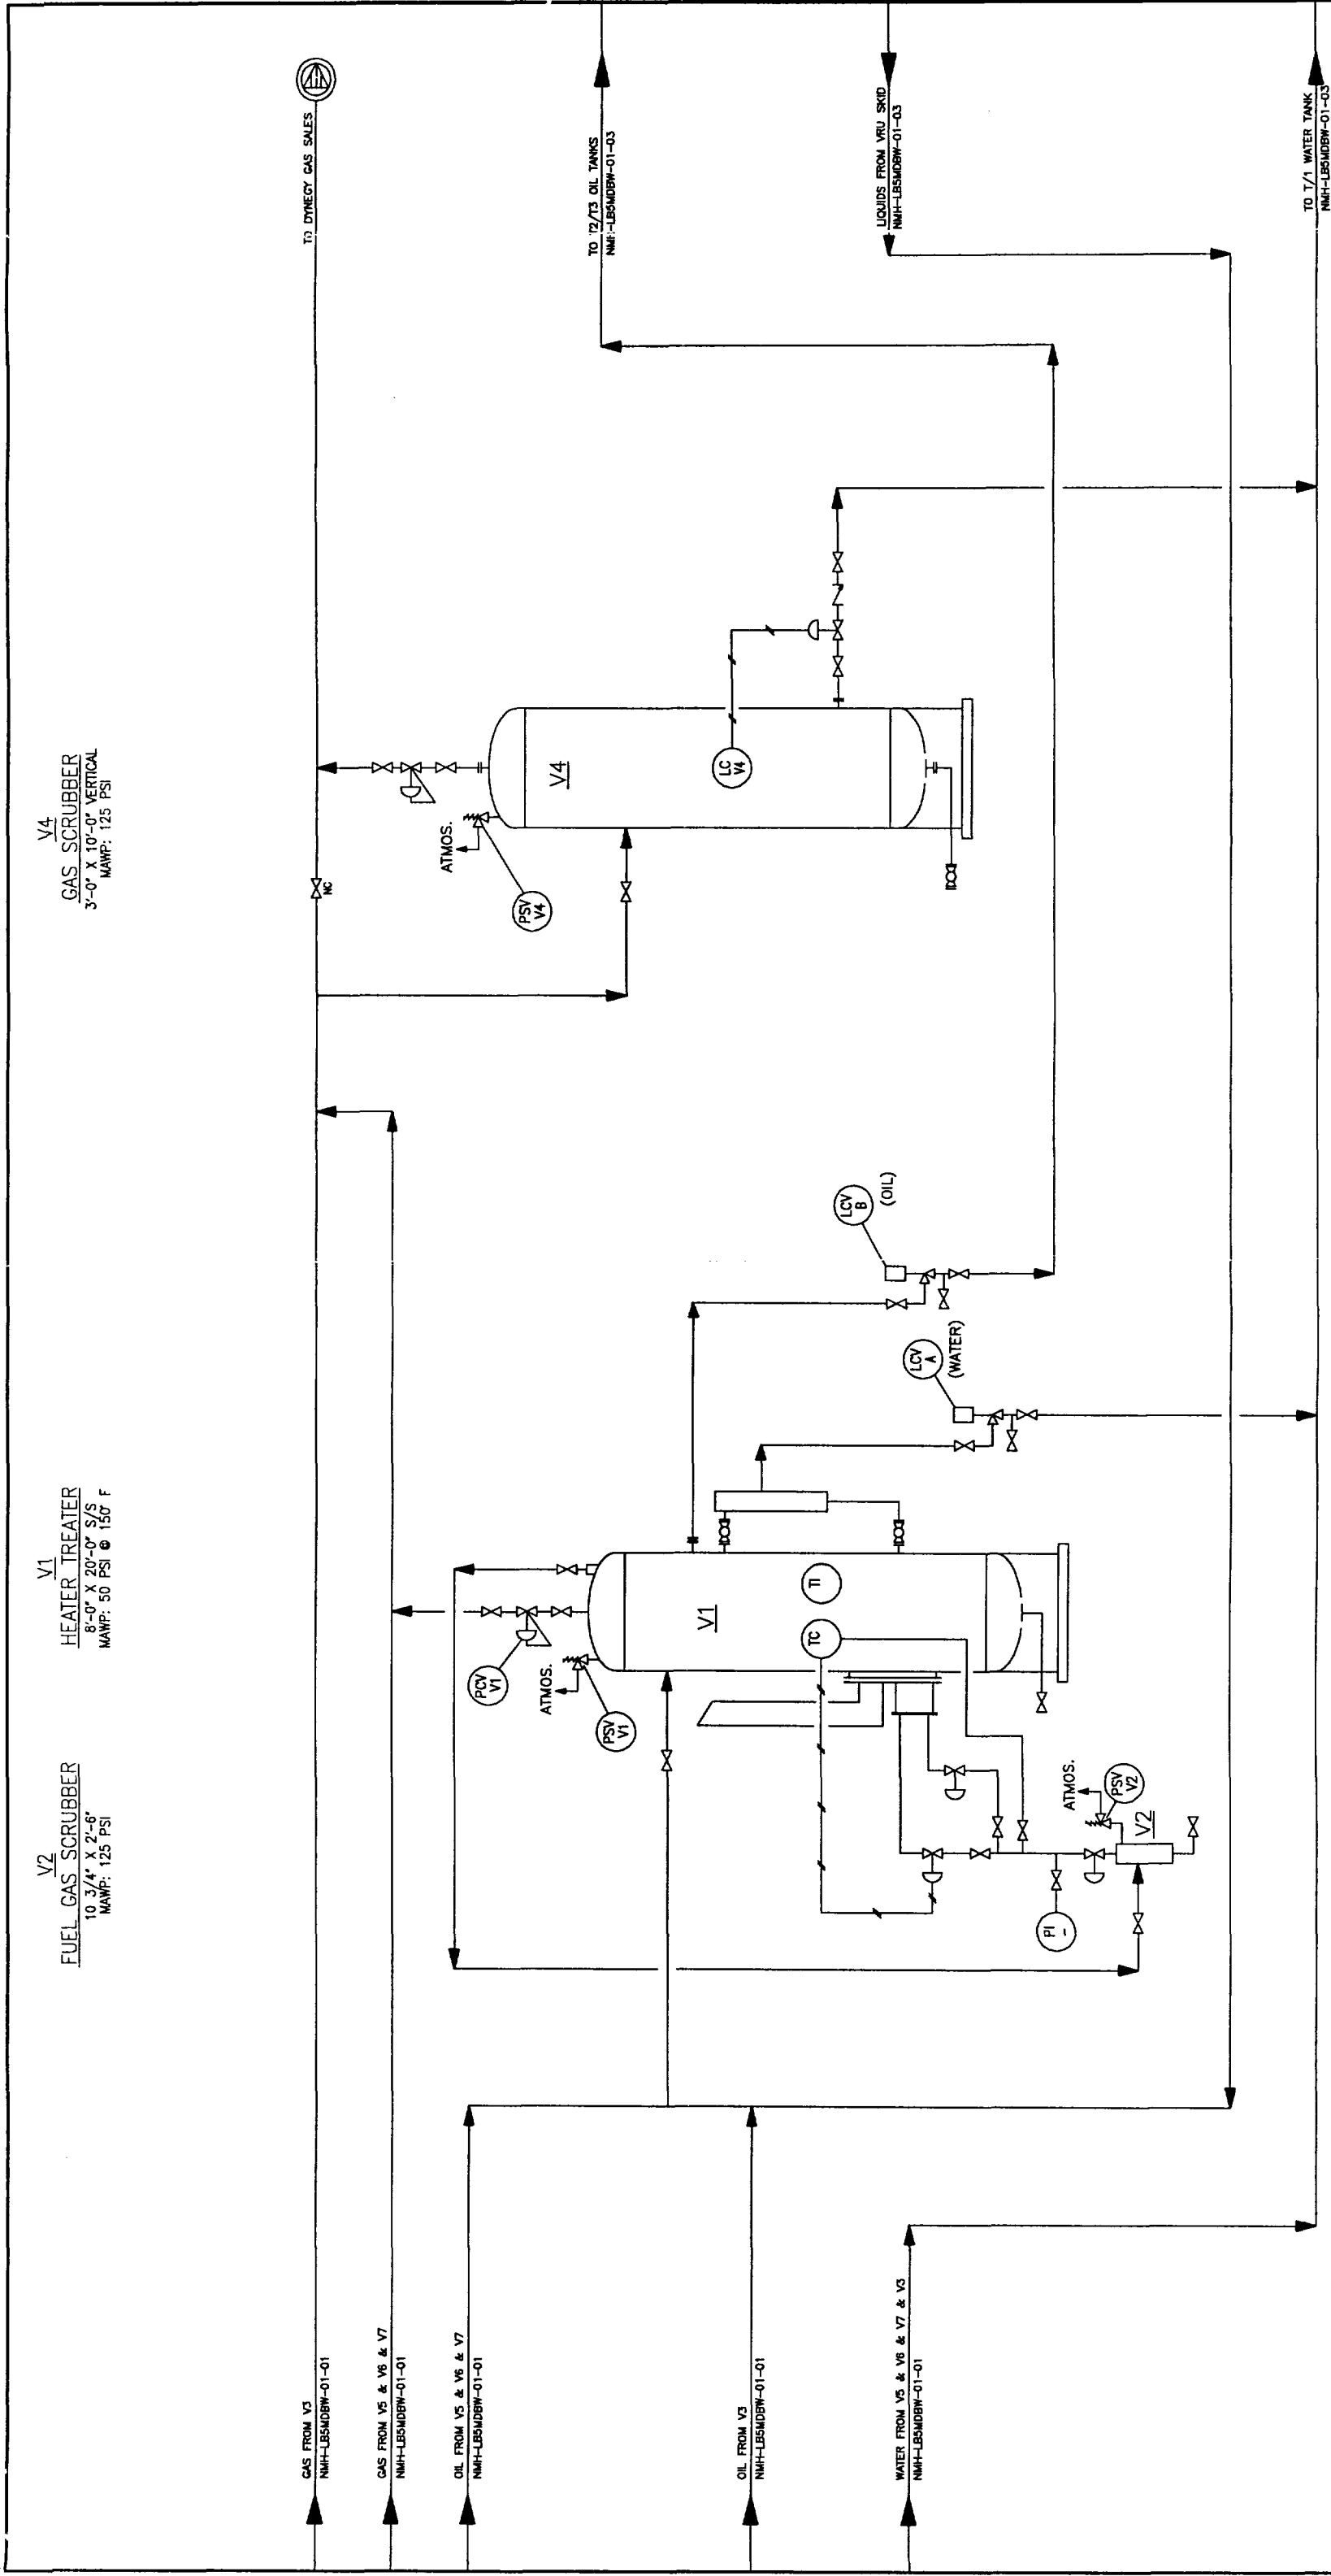 V2
FUEL GAS SCRUBBER
10 3/4" X 2'-6"
MAWP: 125 PSI
V1
HEATER TREATER
8'-0" X 20'-0" S/S
MAWP: 50 PSI @ 150° F
V4
GAS SCRUBBER
3'-0" X 10'-0" VERTICAL
MAWP: 125 PSI
GAS FROM V3
NMH-LB5MDBW-01-01
GAS FROM V5 & V6 & V7
NMH-LB5MDBW-01-01
OIL FROM V5 & V6 & V7
NMH-LB5MDBW-01-01
OIL FROM V3
NMH-LB5MDBW-01-01
WATER FROM V5 & V6 & V7 & V3
NMH-LB5MDBW-01-01
PCV
V1
ATMOS.
PSV
V1
V1
TC
TI
PI
-
ATMOS.
PSV
V2
V2
LCV
A
(WATER)
LCV
B
(OIL)
NC
ATMOS.
PSV
V4
V4
LC
V4
TO DYNEGY GAS SALES
TO T2/T3 OIL TANKS
NMH-LB5MDBW-01-03
LIQUIDS FROM VRU SKID
NMH-LB5MDBW-01-03
TO T/1 WATER TANK
NMH-LB5MDBW-01-03